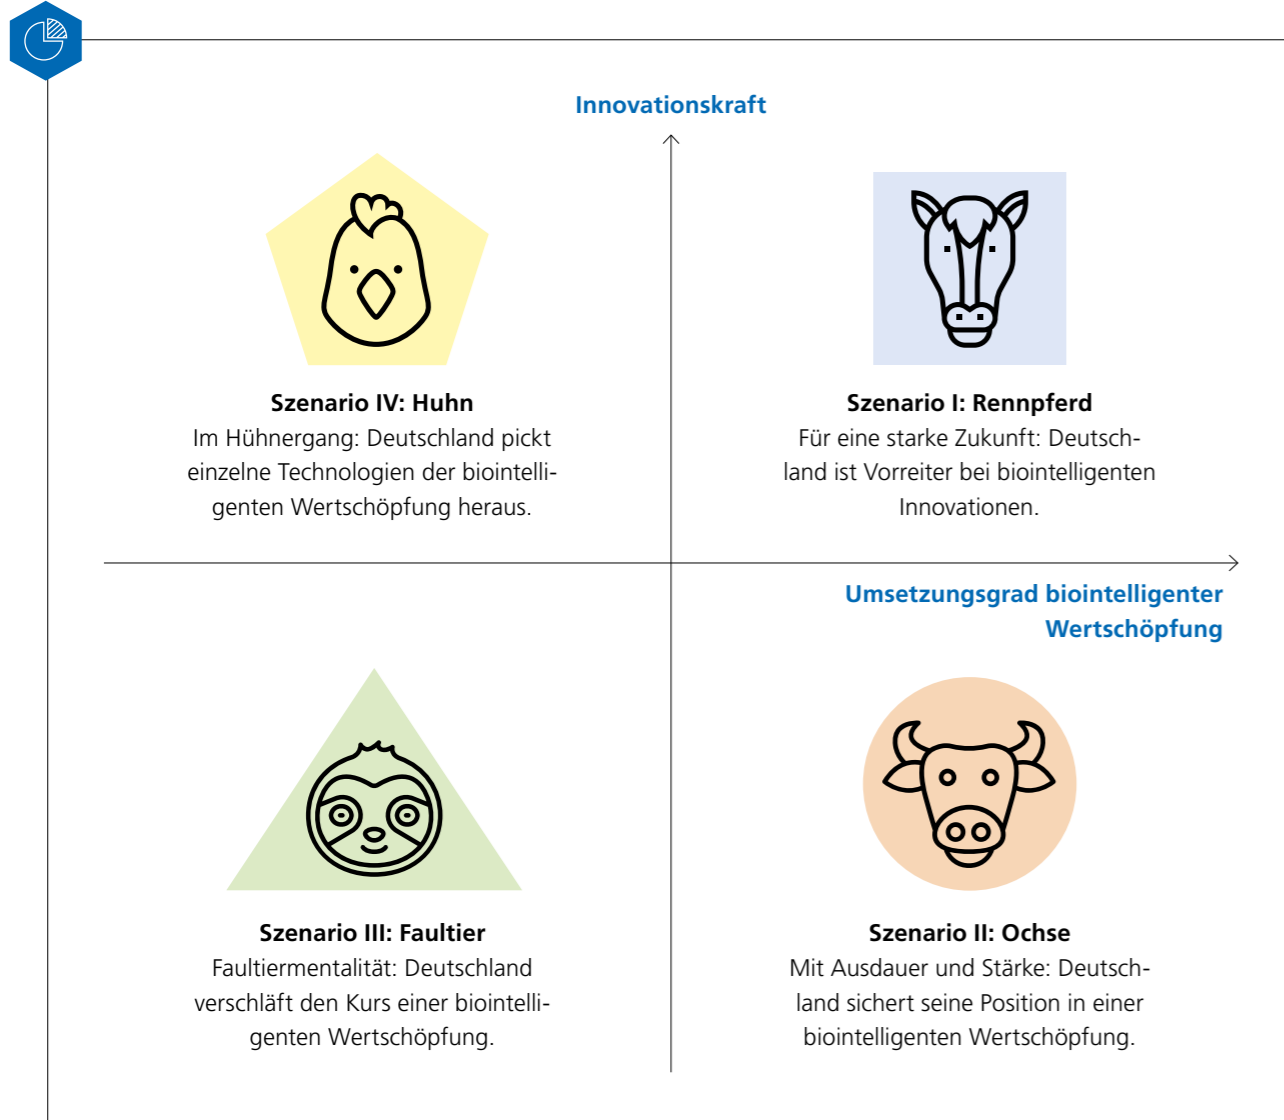 Innovationskraft
Szenario IV: Huhn
Im Hühnergang: Deutschland pickt
einzelne Technologien der biointelli-
genten Wertschöpfung heraus.
Szenario I: Rennpferd
Für eine starke Zukunft: Deutsch-
land ist Vorreiter bei biointelligenten
Innovationen.
Umsetzungsgrad biointelligenter
Wertschöpfung
Szenario III: Faultier
Faultiermentalität: Deutschland
verschläft den Kurs einer biointelli-
genten Wertschöpfung.
Szenario II: Ochse
Mit Ausdauer und Stärke: Deutsch-
land sichert seine Position in einer
biointelligenten Wertschöpfung.